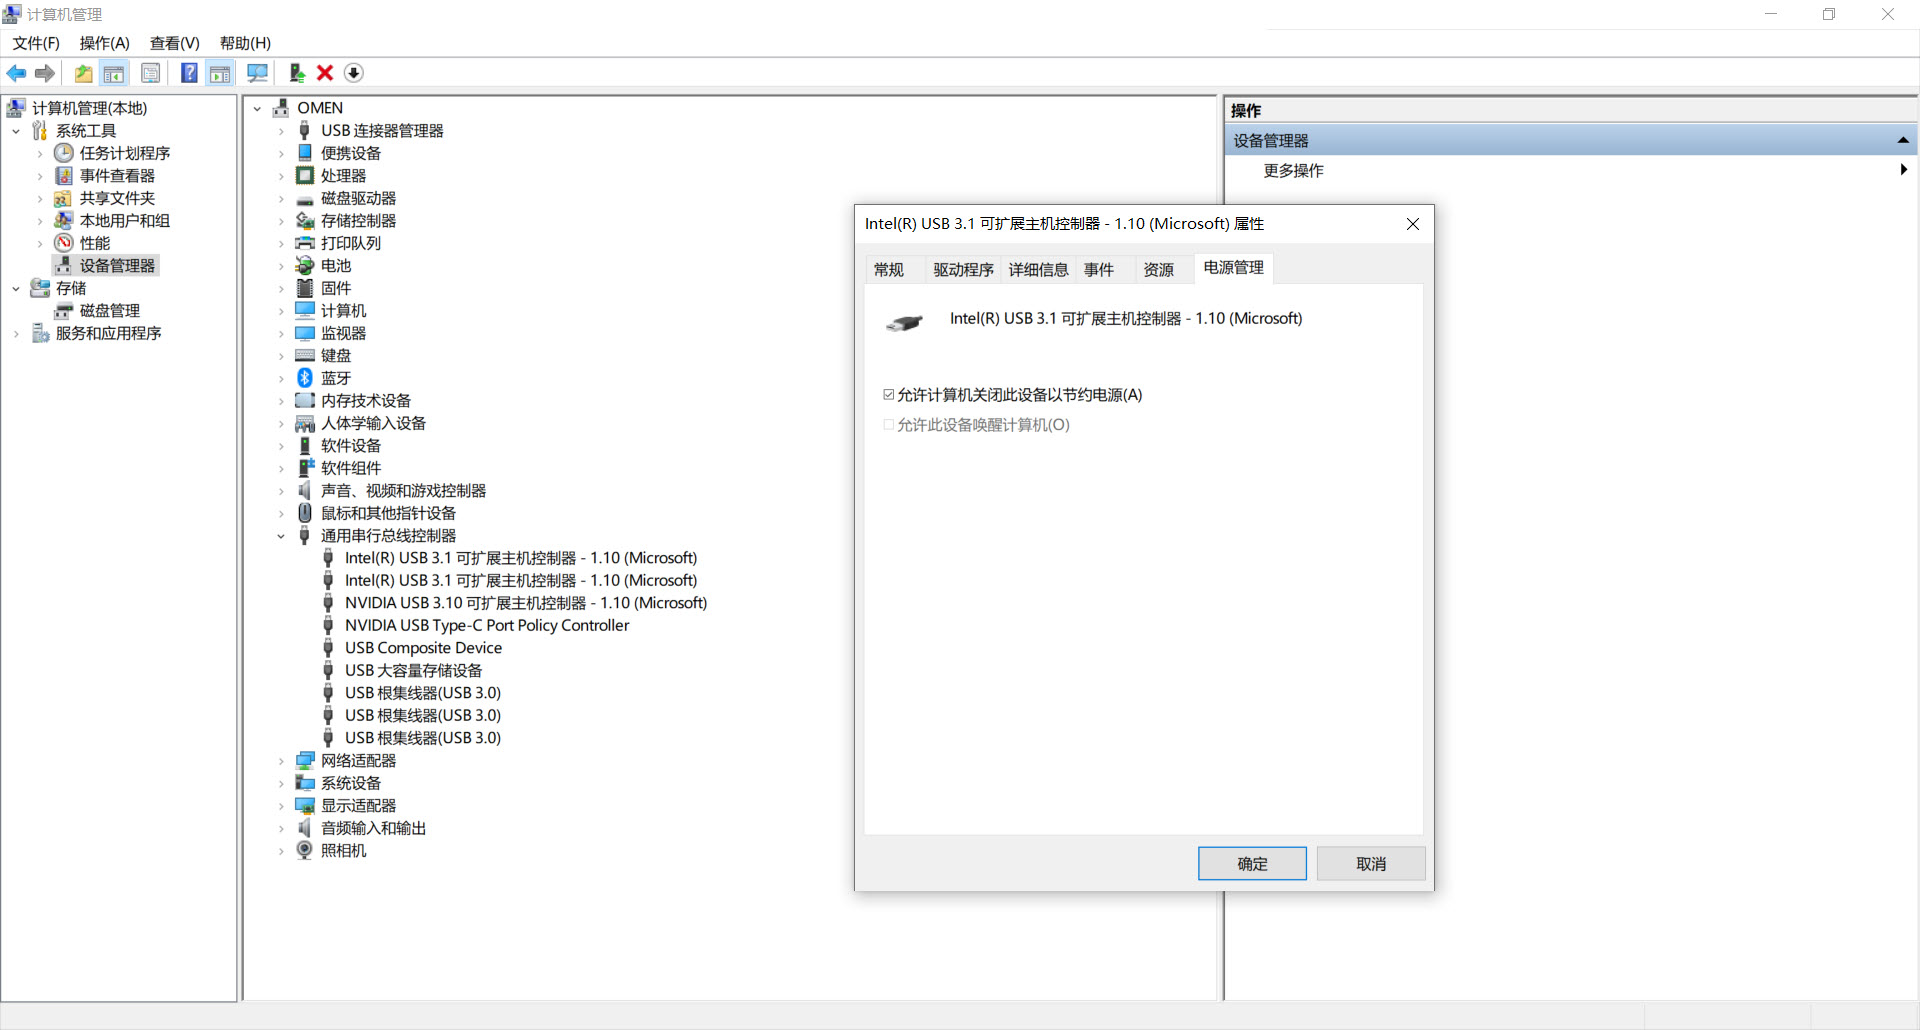 计算机管理
文件(F) 操作(A) 查看(V) 帮助(H)
计算机管理(本地)
系统工具
任务计划程序
事件查看器
共享文件夹
本地用户和组
性能
设备管理器
存储
磁盘管理
服务和应用程序
OMEN
USB 连接器管理器
便携设备
处理器
磁盘驱动器
存储控制器
打印队列
电池
固件
计算机
监视器
键盘
蓝牙
内存技术设备
人体学输入设备
软件设备
软件组件
声音、视频和游戏控制器
鼠标和其他指针设备
通用串行总线控制器
Intel(R) USB 3.1 可扩展主机控制器 - 1.10 (Microsoft)
Intel(R) USB 3.1 可扩展主机控制器 - 1.10 (Microsoft)
NVIDIA USB 3.10 可扩展主机控制器 - 1.10 (Microsoft)
NVIDIA USB Type-C Port Policy Controller
USB Composite Device
USB 大容量存储设备
USB 根集线器(USB 3.0)
USB 根集线器(USB 3.0)
USB 根集线器(USB 3.0)
网络适配器
系统设备
显示适配器
音频输入和输出
照相机
操作
设备管理器
更多操作
Intel(R) USB 3.1 可扩展主机控制器 - 1.10 (Microsoft) 属性
常规 驱动程序 详细信息 事件 资源 电源管理
Intel(R) USB 3.1 可扩展主机控制器 - 1.10 (Microsoft)
允许计算机关闭此设备以节约电源(A)
允许此设备唤醒计算机(O)
确定 取消